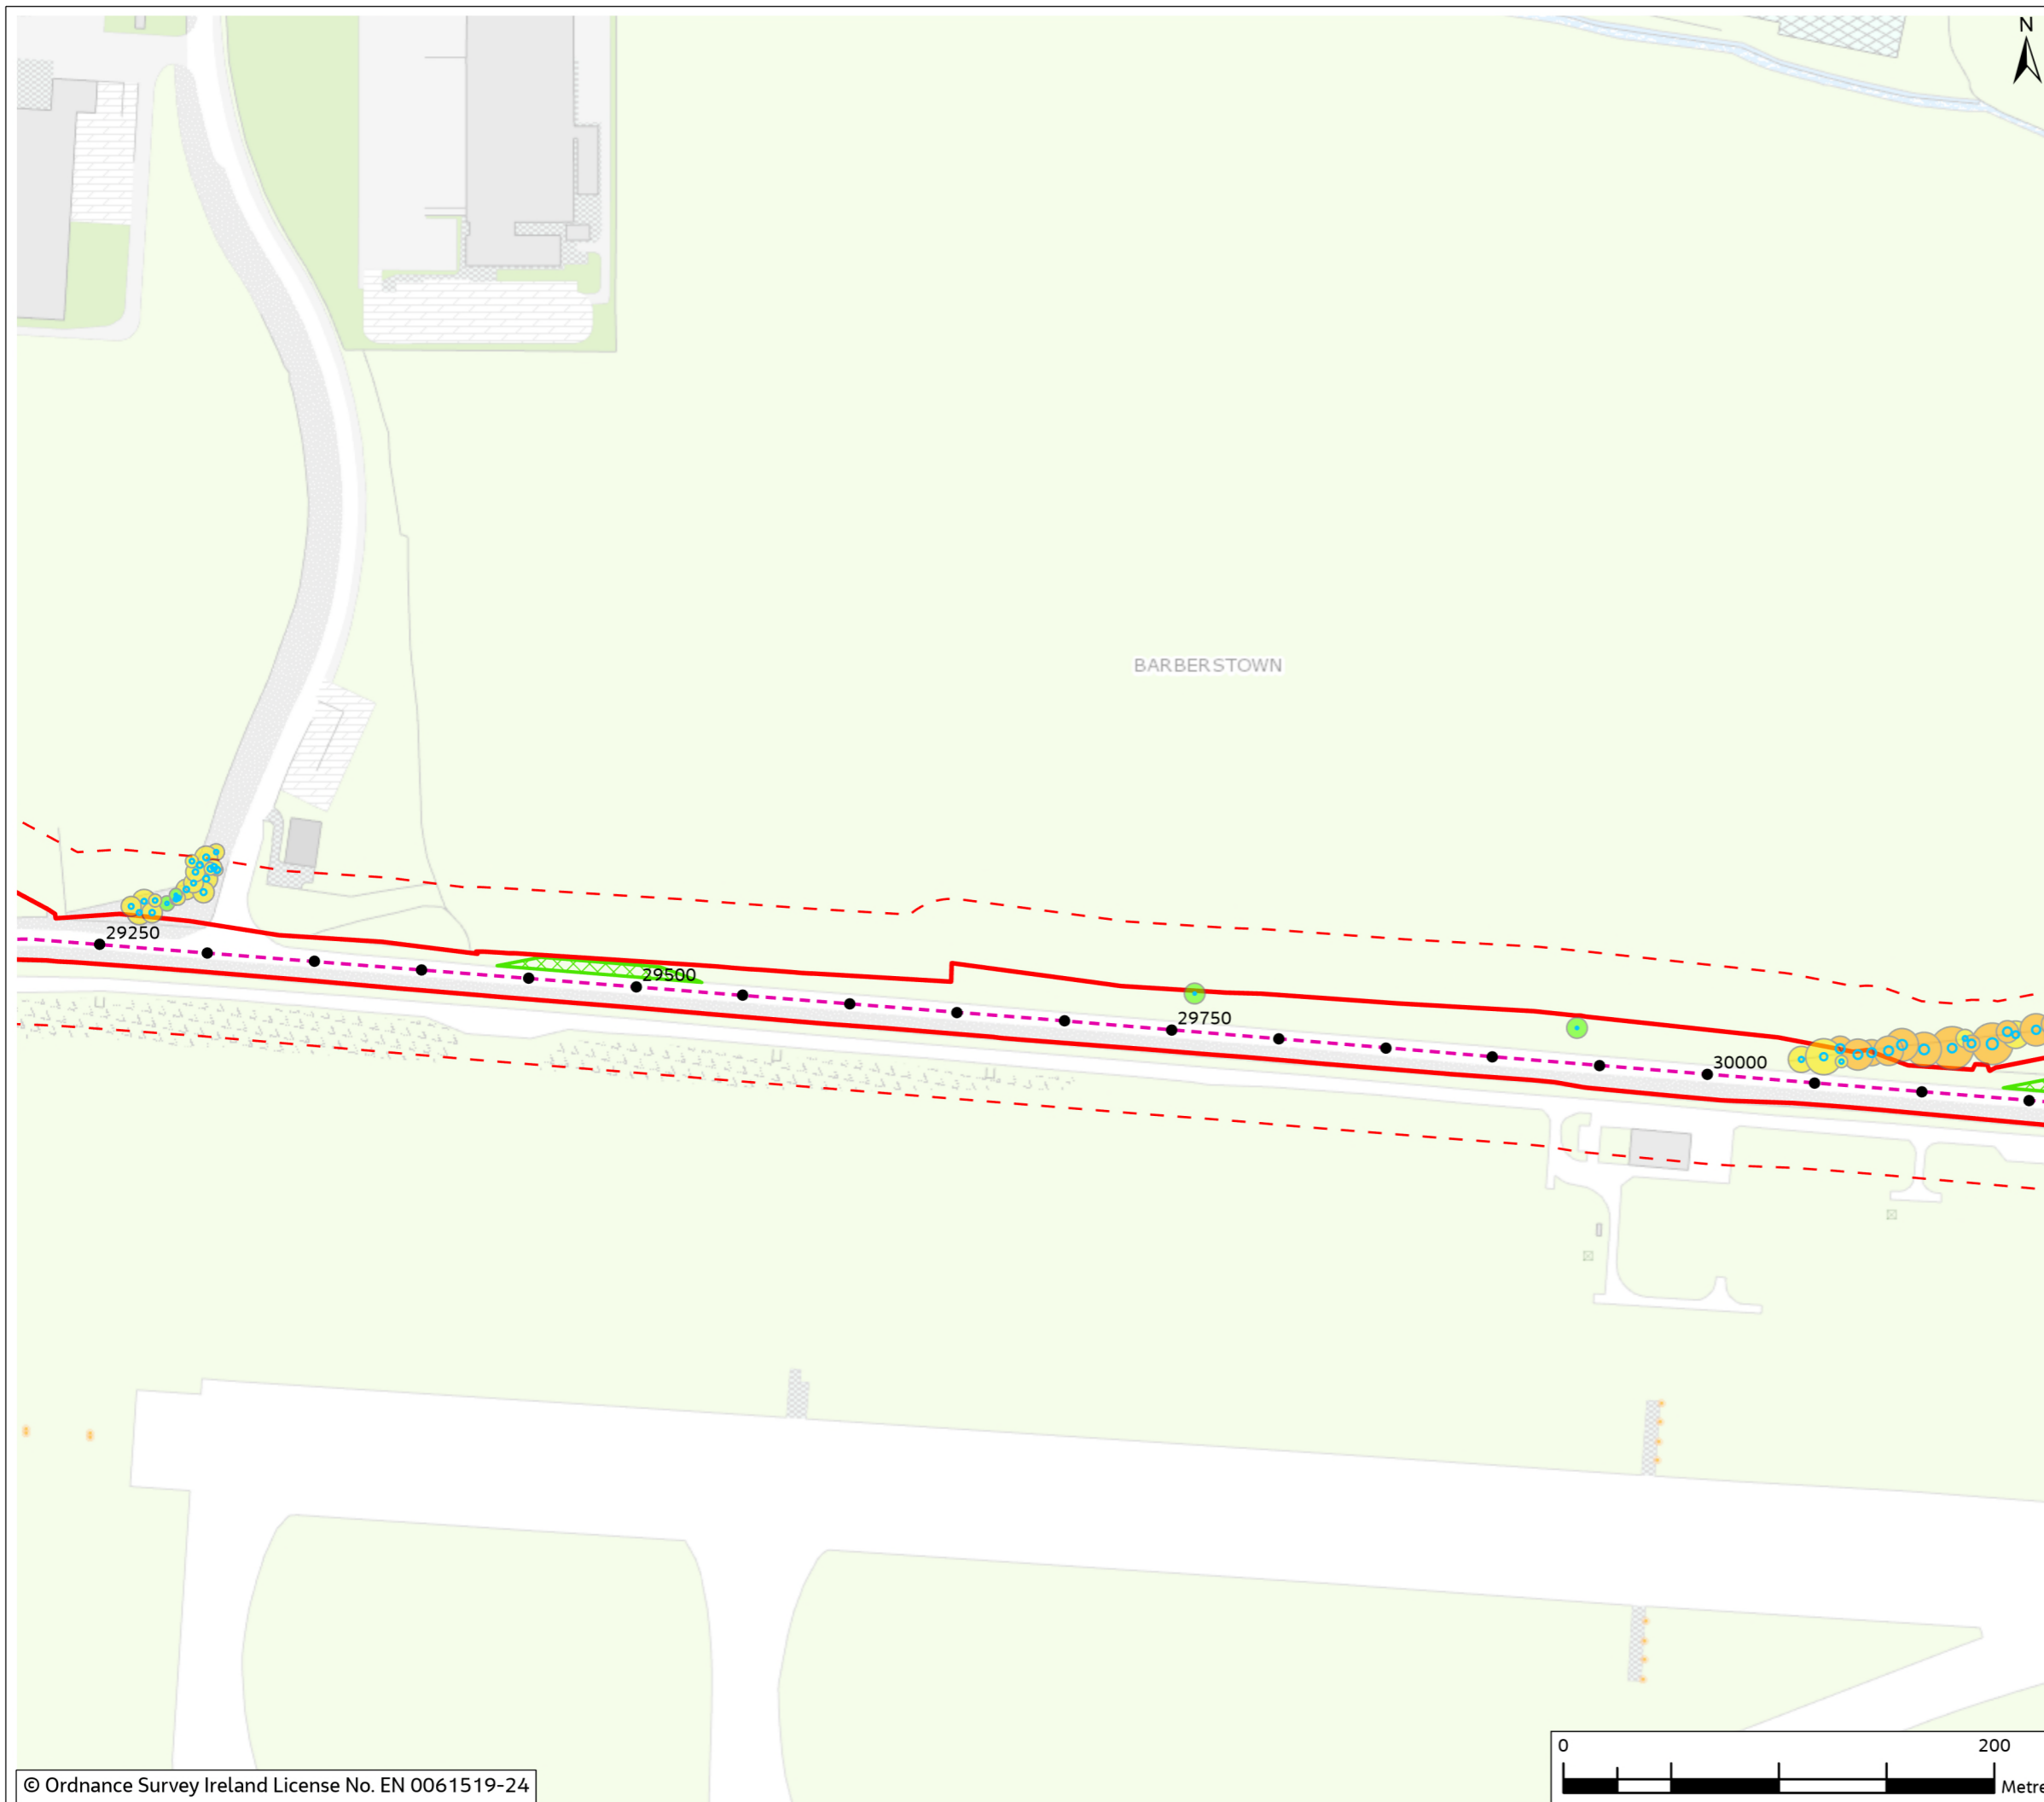 N
BARBERSTOWN
29250
29500
29750
30000
0 200
Metre
© Ordnance Survey Ireland License No. EN 0061519-24